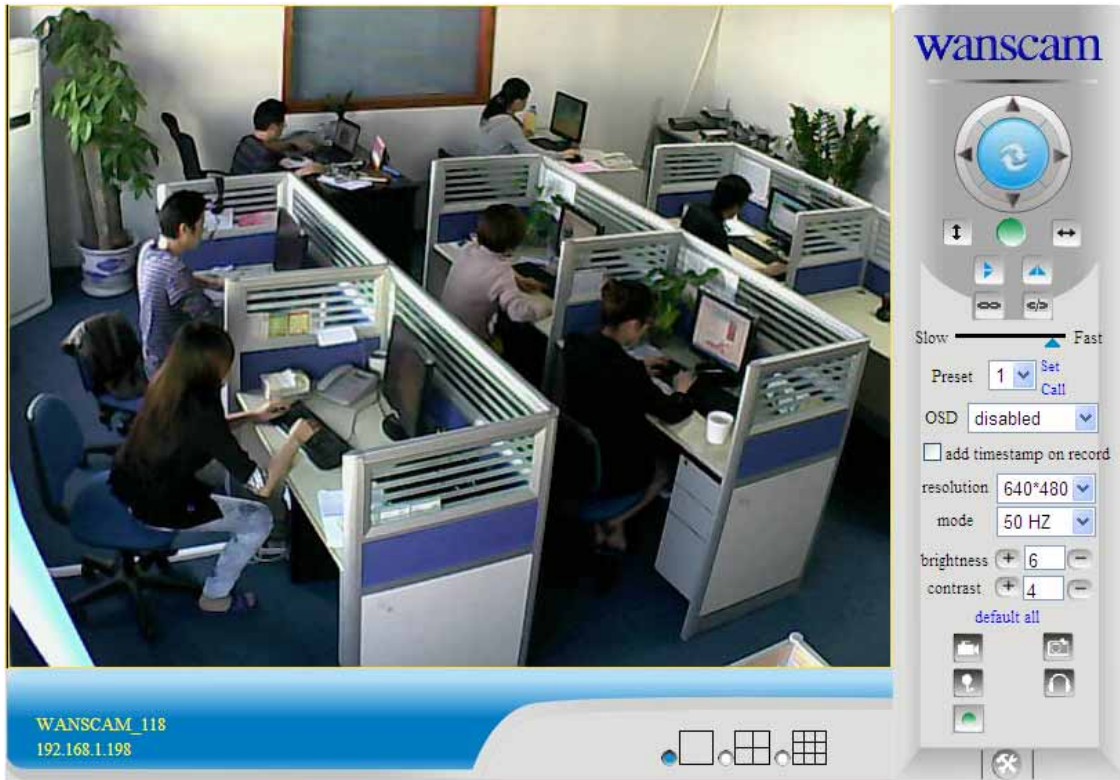 wanscam
Slow Fast
Preset 1 Set
Call
OSD disabled
add timestamp on record
resolution 640*480
mode 50 HZ
brightness + 6 -
contrast + 4 -
default all
WANSCAM_118
192.168.1.198